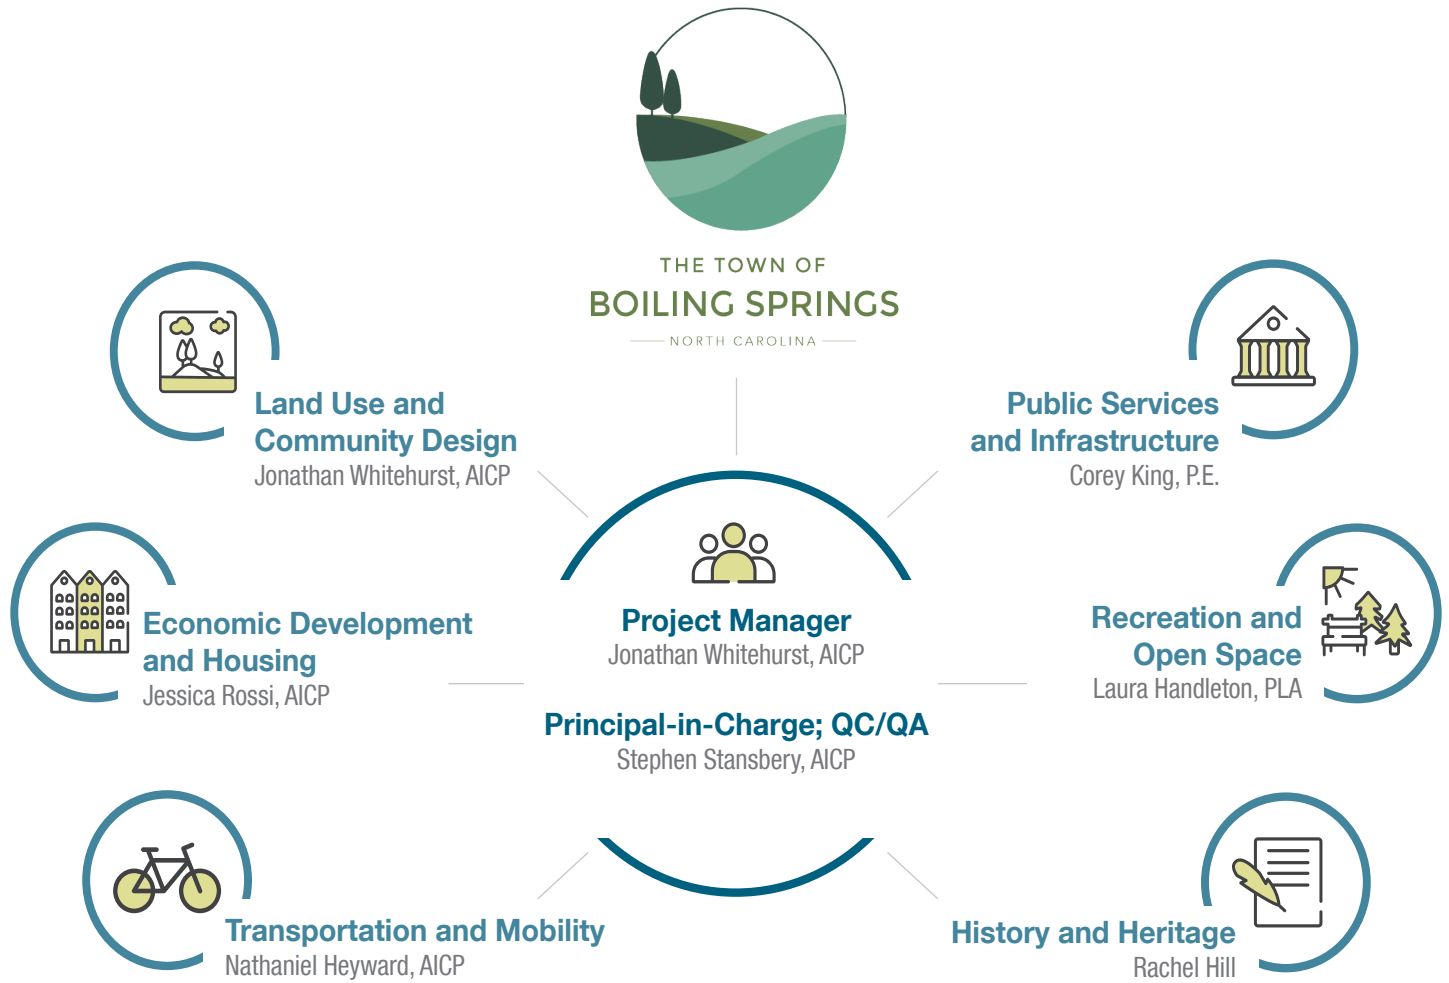 THE TOWN OF
BOILING SPRINGS
NORTH CAROLINA
Land Use and
Community Design
Jonathan Whitehurst, AICP
Public Services
and Infrastructure
Corey King, P.E.
Economic Development
and Housing
Jessica Rossi, AICP
Project Manager
Jonathan Whitehurst, AICP
Principal-in-Charge; QC/QA
Stephen Stansbery, AICP
Recreation and
Open Space
Laura Handleton, PLA
Transportation and Mobility
Nathaniel Heyward, AICP
History and Heritage
Rachel Hill